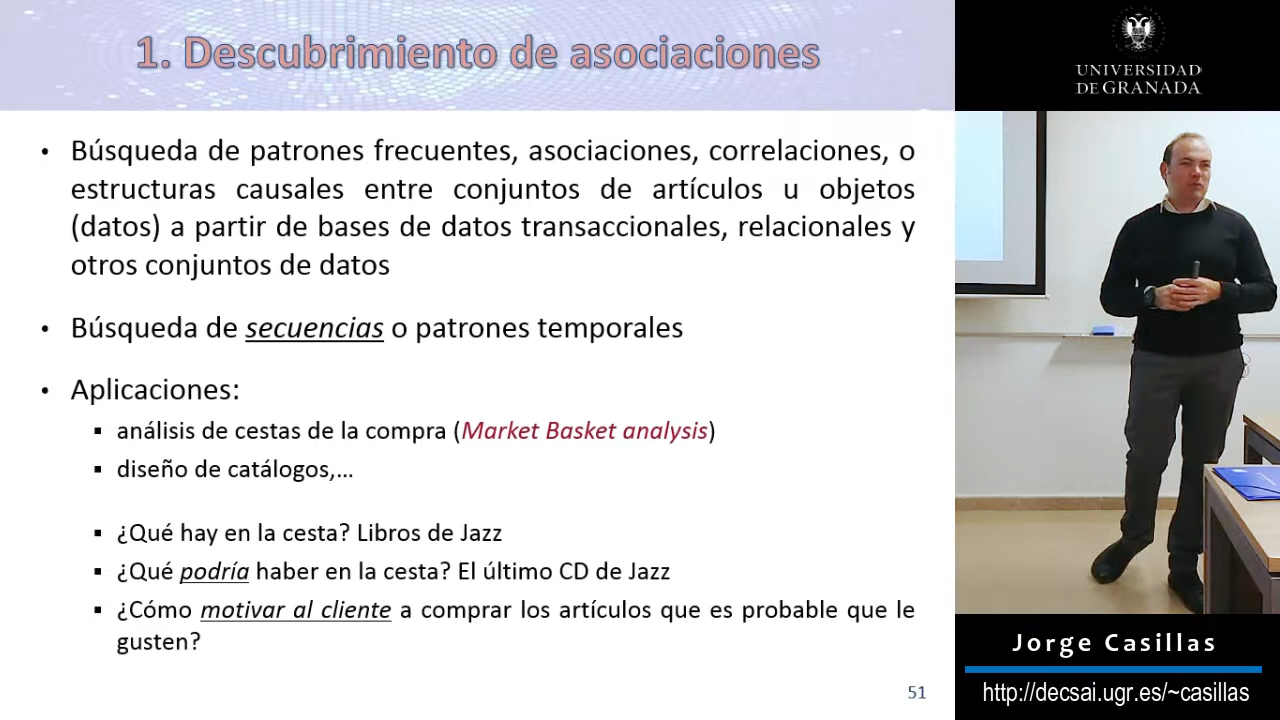 1. Descubrimiento de asociaciones
• Búsqueda de patrones frecuentes, asociaciones, correlaciones, o
estructuras causales entre conjuntos de artículos u objetos
(datos) a partir de bases de datos transaccionales, relacionales y
otros conjuntos de datos
• Búsqueda de secuencias o patrones temporales
• Aplicaciones:
▪ análisis de cestas de la compra (Market Basket analysis)
▪ diseño de catálogos,...
▪ ¿Qué hay en la cesta? Libros de Jazz
▪ ¿Qué podría haber en la cesta? El último CD de Jazz
▪ ¿Cómo motivar al cliente a comprar los artículos que es probable que le
gusten?
51
UNIVERSIDAD
DE GRANADA
Jorge Casillas
http://decsai.ugr.es/~casillas